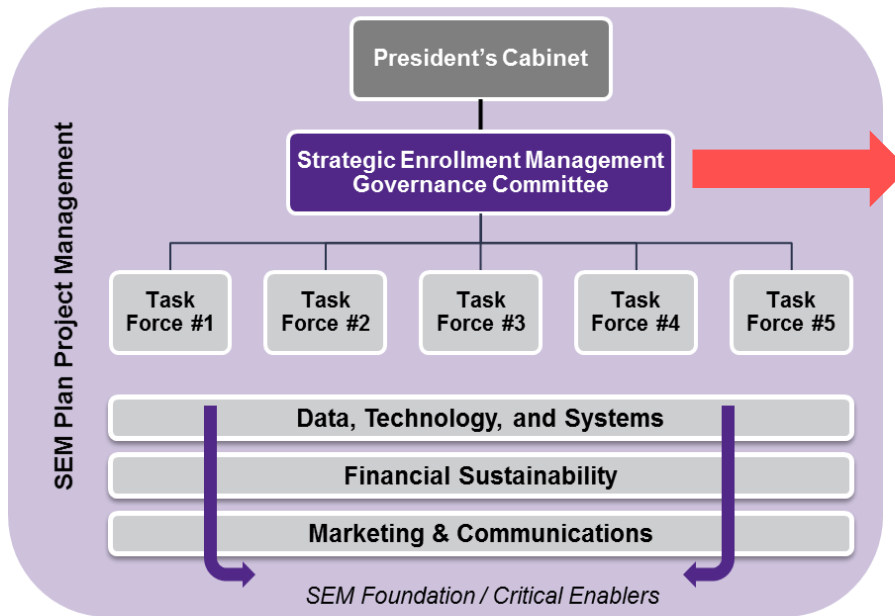 President's Cabinet
Strategic Enrollment Management
Governance Committee
SEM Plan Project Management
Task
Force #1
Task
Force #2
Task
Force #3
Task
Force #4
Task
Force #5
Data, Technology, and Systems
Financial Sustainability
Marketing & Communications
SEM Foundation / Critical Enablers